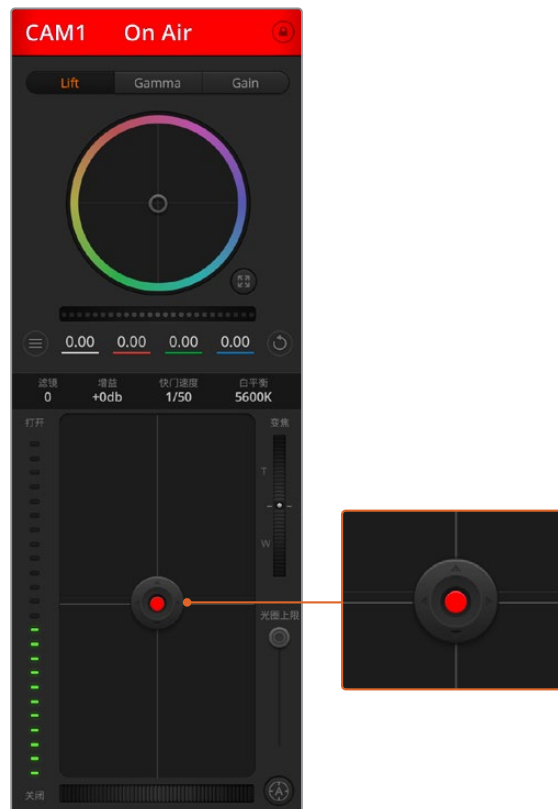 CAM1 On Air
Lift Gamma Gain
0.00 0.00 0.00 0.00
滤镜 增益 快门速度 白平衡
0 +0db 1/50 5600K
打开 变焦
T
W
光圈上限
关闭 A